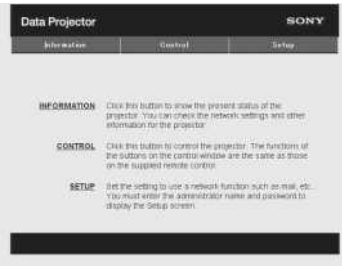 Data Projector SONY
Information Control Setup
INFORMATION Click this button to show the present status of the
projector. You can check the network settings and other
information for the projector.
CONTROL Click this button to control the projector. The functions of
the buttons on the control window are the same as those
on the supplied remote control.
SETUP Set the setting to use a network function such as mail, etc.
You must enter the administrator name and password to
display the Setup screen.